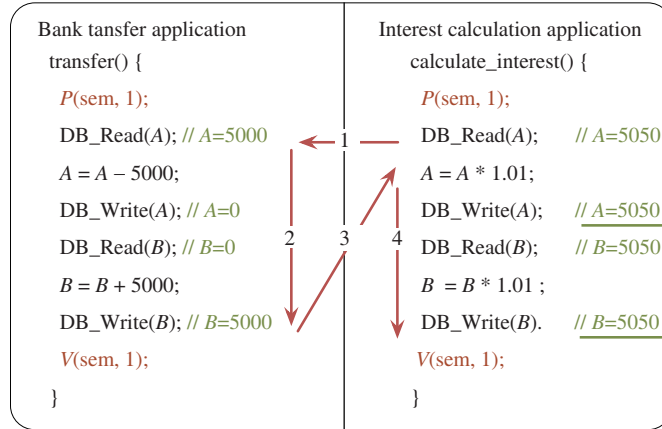 Bank tansfer application
transfer() {
P(sem, 1);
DB_Read(A); // A=5000
A = A – 5000;
DB_Write(A); // A=0
DB_Read(B); // B=0
B = B + 5000;
DB_Write(B); // B=5000
V(sem, 1);
}
1
2
3
4
Interest calculation application
calculate_interest() {
P(sem, 1);
DB_Read(A); // A=5050
A = A * 1.01;
DB_Write(A); // A=5050
DB_Read(B); // B=5050
B = B * 1.01 ;
DB_Write(B). // B=5050
V(sem, 1);
}